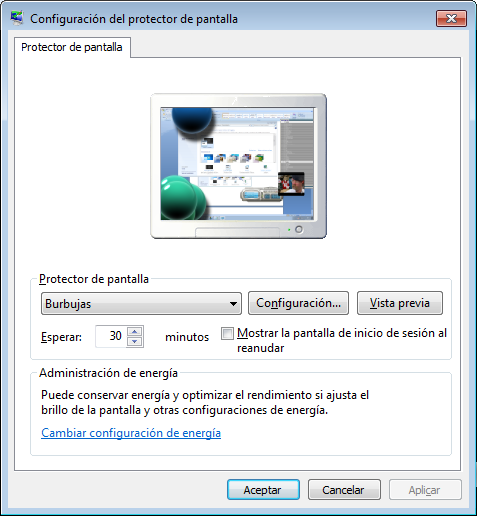 Configuración del protector de pantalla
Protector de pantalla
Protector de pantalla
Burbujas
Configuración...
Vista previa
Esperar: 30 minutos
Mostrar la pantalla de inicio de sesión al
reanudar
Administración de energía
Puede conservar energía y optimizar el rendimiento si ajusta el
brillo de la pantalla y otras configuraciones de energía.
Cambiar configuración de energía
Aceptar
Cancelar
Aplicar